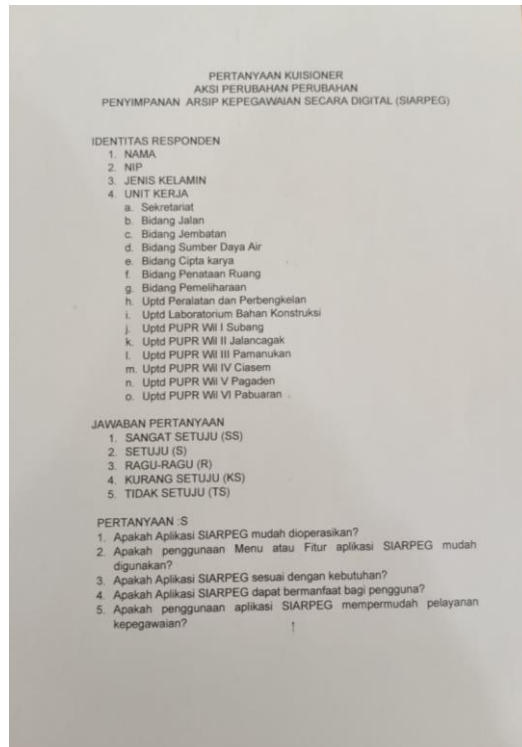 PERTANYAAN KUISIONER
AKSI PERUBAHAN PERUBAHAN
PENYIMPANAN ARSIP KEPEGAWAIAN SECARA DIGITAL (SIARPEG)
IDENTITAS RESPONDEN
1. NAMA
2. NIP
3. JENIS KELAMIN
4. UNIT KERJA
a. Sekretariat
b. Bidang Jalan
c. Bidang Jembatan
d. Bidang Sumber Daya Air
e. Bidang Cipta karya
f. Bidang Penataan Ruang
g. Bidang Pemeliharaan
h. Uptd Peralatan dan Perbengkelan
i. Uptd Laboratorium Bahan Konstruksi
j. Uptd PUPR Wil I Subang
k. Uptd PUPR Wil II Jalancagak
l. Uptd PUPR Wil III Pamanukan
m. Uptd PUPR Wil IV Ciasem
n. Uptd PUPR Wil V Pagaden
o. Uptd PUPR Wil VI Pabuaran
JAWABAN PERTANYAAN
1. SANGAT SETUJU (SS)
2. SETUJU (S)
3. RAGU-RAGU (R)
4. KURANG SETUJU (KS)
5. TIDAK SETUJU (TS)
PERTANYAAN :S
1. Apakah Aplikasi SIARPEG mudah dioperasikan?
2. Apakah penggunaan Menu atau Fitur aplikasi SIARPEG mudah
digunakan?
3. Apakah Aplikasi SIARPEG sesuai dengan kebutuhan?
4. Apakah Aplikasi SIARPEG dapat bermanfaat bagi pengguna?
5. Apakah penggunaan aplikasi SIARPEG mempermudah pelayanan
kepegawaian?